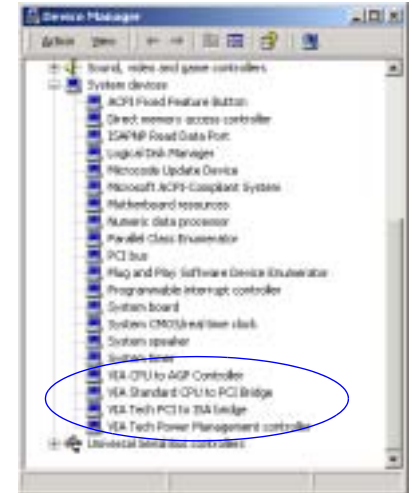 Device Manager
Action View
Sound, video and game controllers
System devices
ACPI Fixed Feature Button
Direct memory access controller
ISAPNP Read Data Port
Logical Disk Manager
Microcode Update Device
Microsoft ACPI-Compliant System
Motherboard resources
Numeric data processor
Parallel Class Enumerator
PCI bus
Plug and Play Software Device Enumerator
Programmable interrupt controller
System board
System CMOS/real time clock
System speaker
System timer
VIA CPU to AGP Controller
VIA Standard CPU to PCI Bridge
VIA Tech PCI to ISA bridge
VIA Tech Power Management controller
Universal Serial Bus controllers